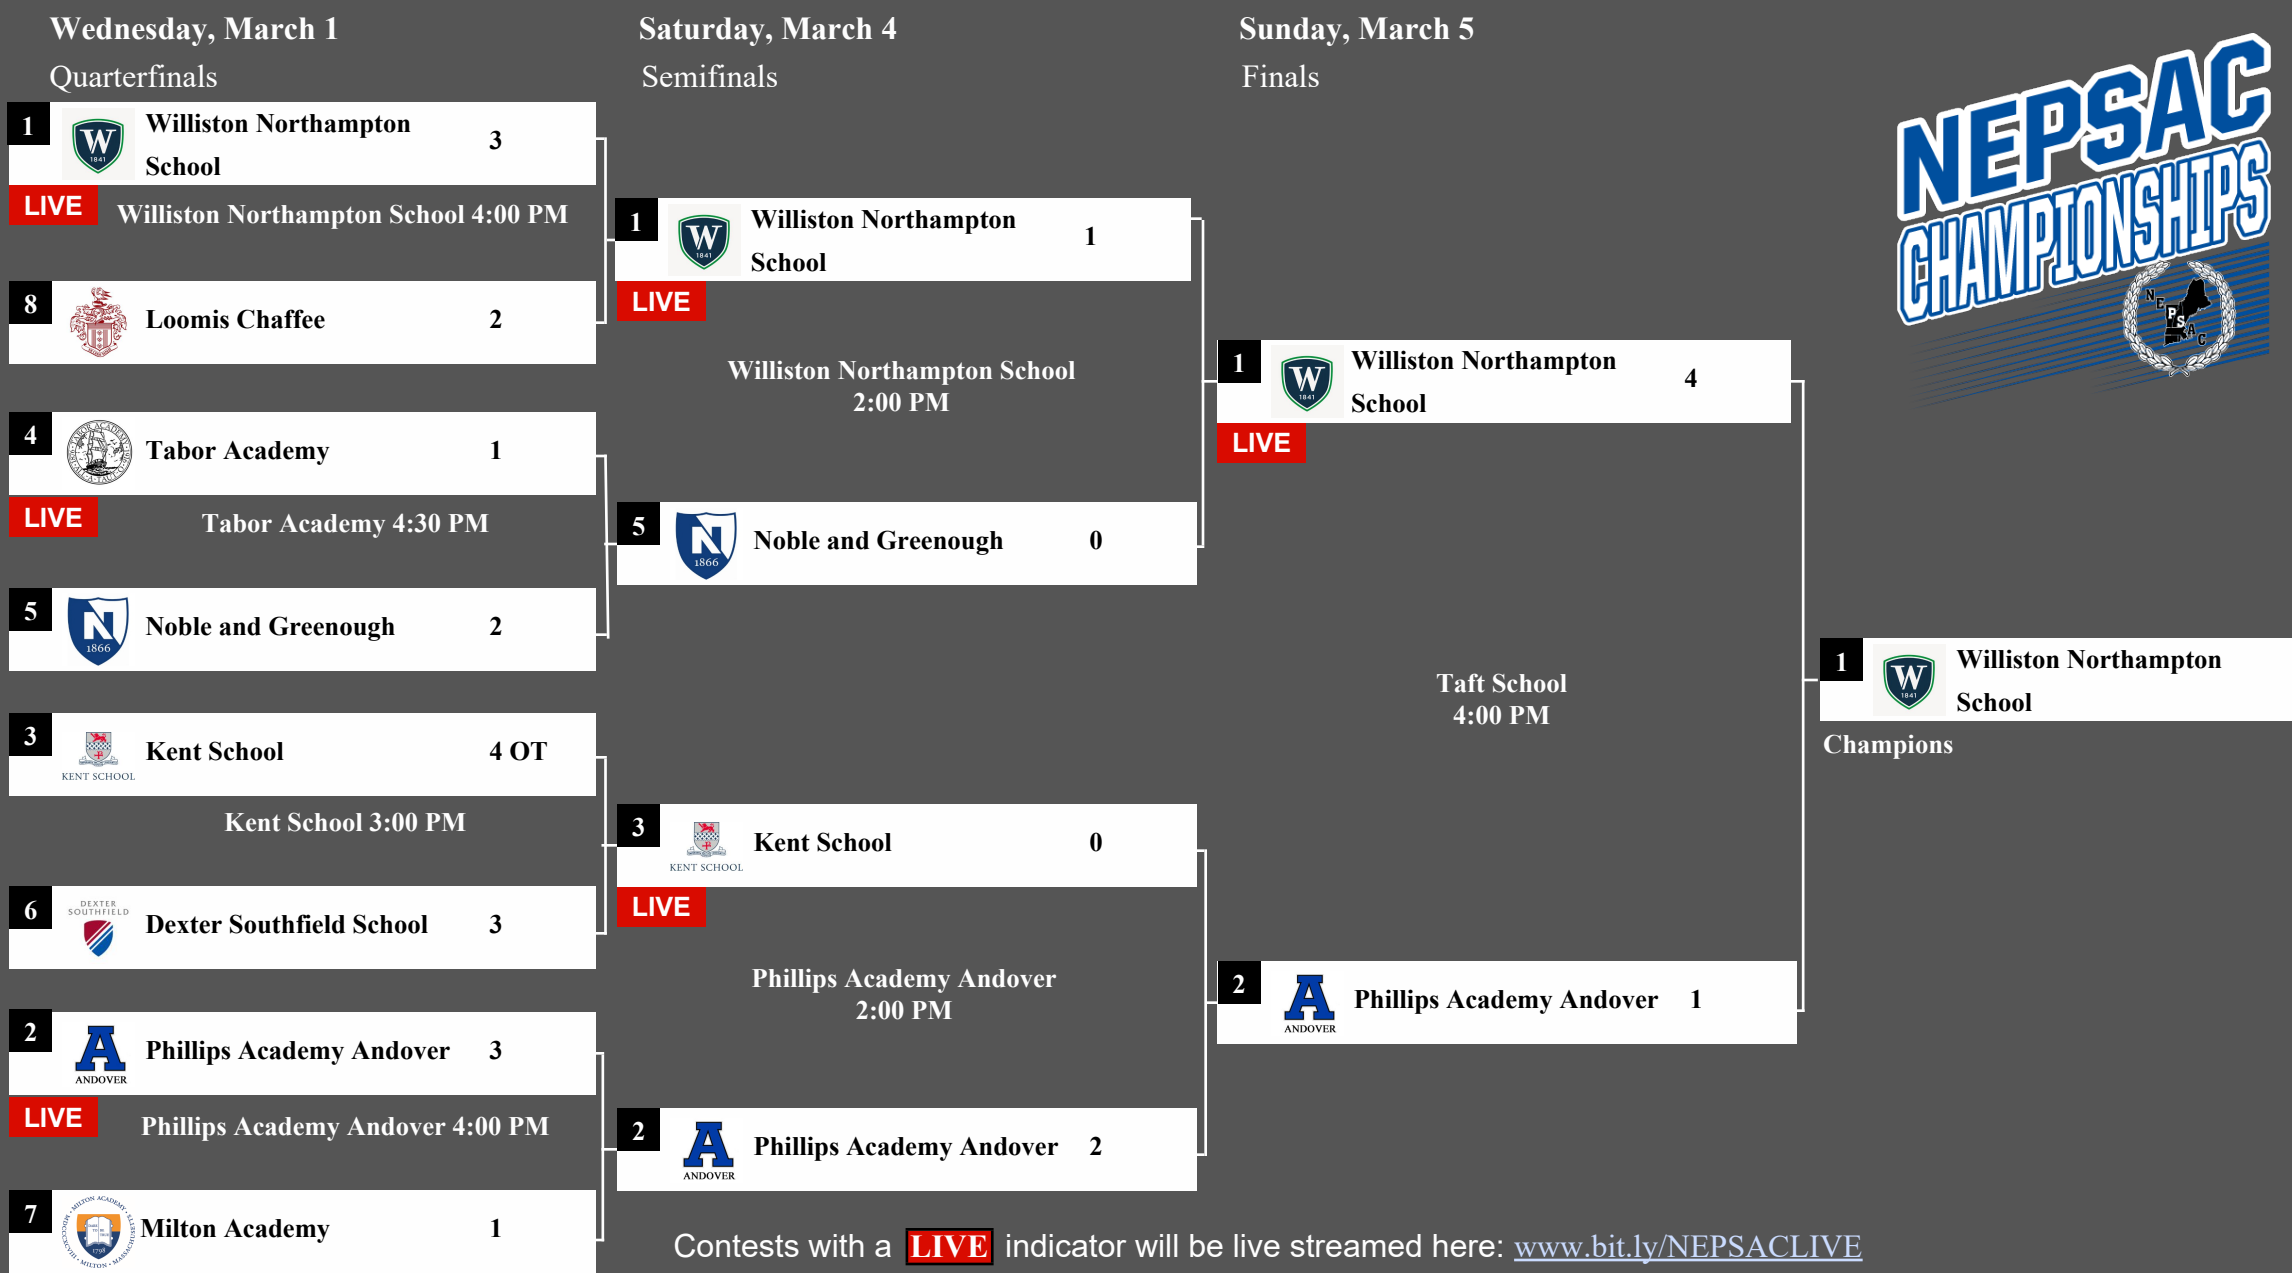 Wednesday, March 1
Quarterfinals
Saturday, March 4
Semifinals
Sunday, March 5
Finals
NEPSAC
CHAMPIONSHIPS
N
E
P
S
A
C
1
W
1841
Williston Northampton
School
3
LIVE
Williston Northampton School 4:00 PM
8
Loomis Chaffee
2
4
Tabor Academy
1
LIVE
Tabor Academy 4:30 PM
5
N
1866
Noble and Greenough
2
3
KENT SCHOOL
Kent School
4 OT
Kent School 3:00 PM
6
DEXTER
SOUTHFIELD
Dexter Southfield School
3
2
A
ANDOVER
Phillips Academy Andover
3
LIVE
Phillips Academy Andover 4:00 PM
7
MILTON ACADEMY
1798
Milton Academy
1
1
W
1841
Williston Northampton
School
1
LIVE
Williston Northampton School
2:00 PM
5
N
1866
Noble and Greenough
0
3
KENT SCHOOL
Kent School
0
LIVE
Phillips Academy Andover
2:00 PM
2
A
ANDOVER
Phillips Academy Andover
2
1
W
1841
Williston Northampton
School
4
LIVE
Taft School
4:00 PM
2
A
ANDOVER
Phillips Academy Andover
1
1
W
1841
Williston Northampton
School
Champions
Contests with a LIVE indicator will be live streamed here: www.bit.ly/NEPSACLIVE